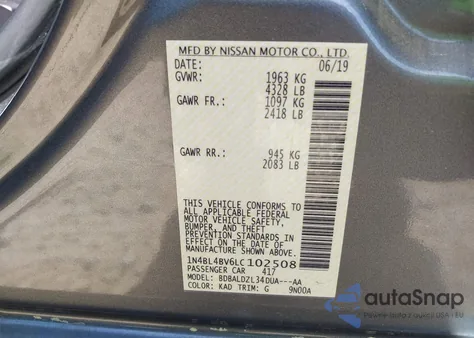 MFD BY NISSAN MOTOR CO., LTD.
DATE: 06/19
GVWR: 1963 KG
4328 LB
GAWR FR.: 1097 KG
2418 LB
GAWR RR.: 945 KG
2083 LB
THIS VEHICLE CONFORMS TO
ALL APPLICABLE FEDERAL
MOTOR VEHICLE SAFETY,
BUMPER, AND THEFT
PREVENTION STANDARDS IN
EFFECT ON THE DATE OF
MANUFACTURE SHOWN ABOVE.
1N4BL4BV6LC102508
PASSENGER CAR 417
MODEL: BDBALDZL34DUA---AA
COLOR: KAD TRIM: G 9N00A
autoSnap